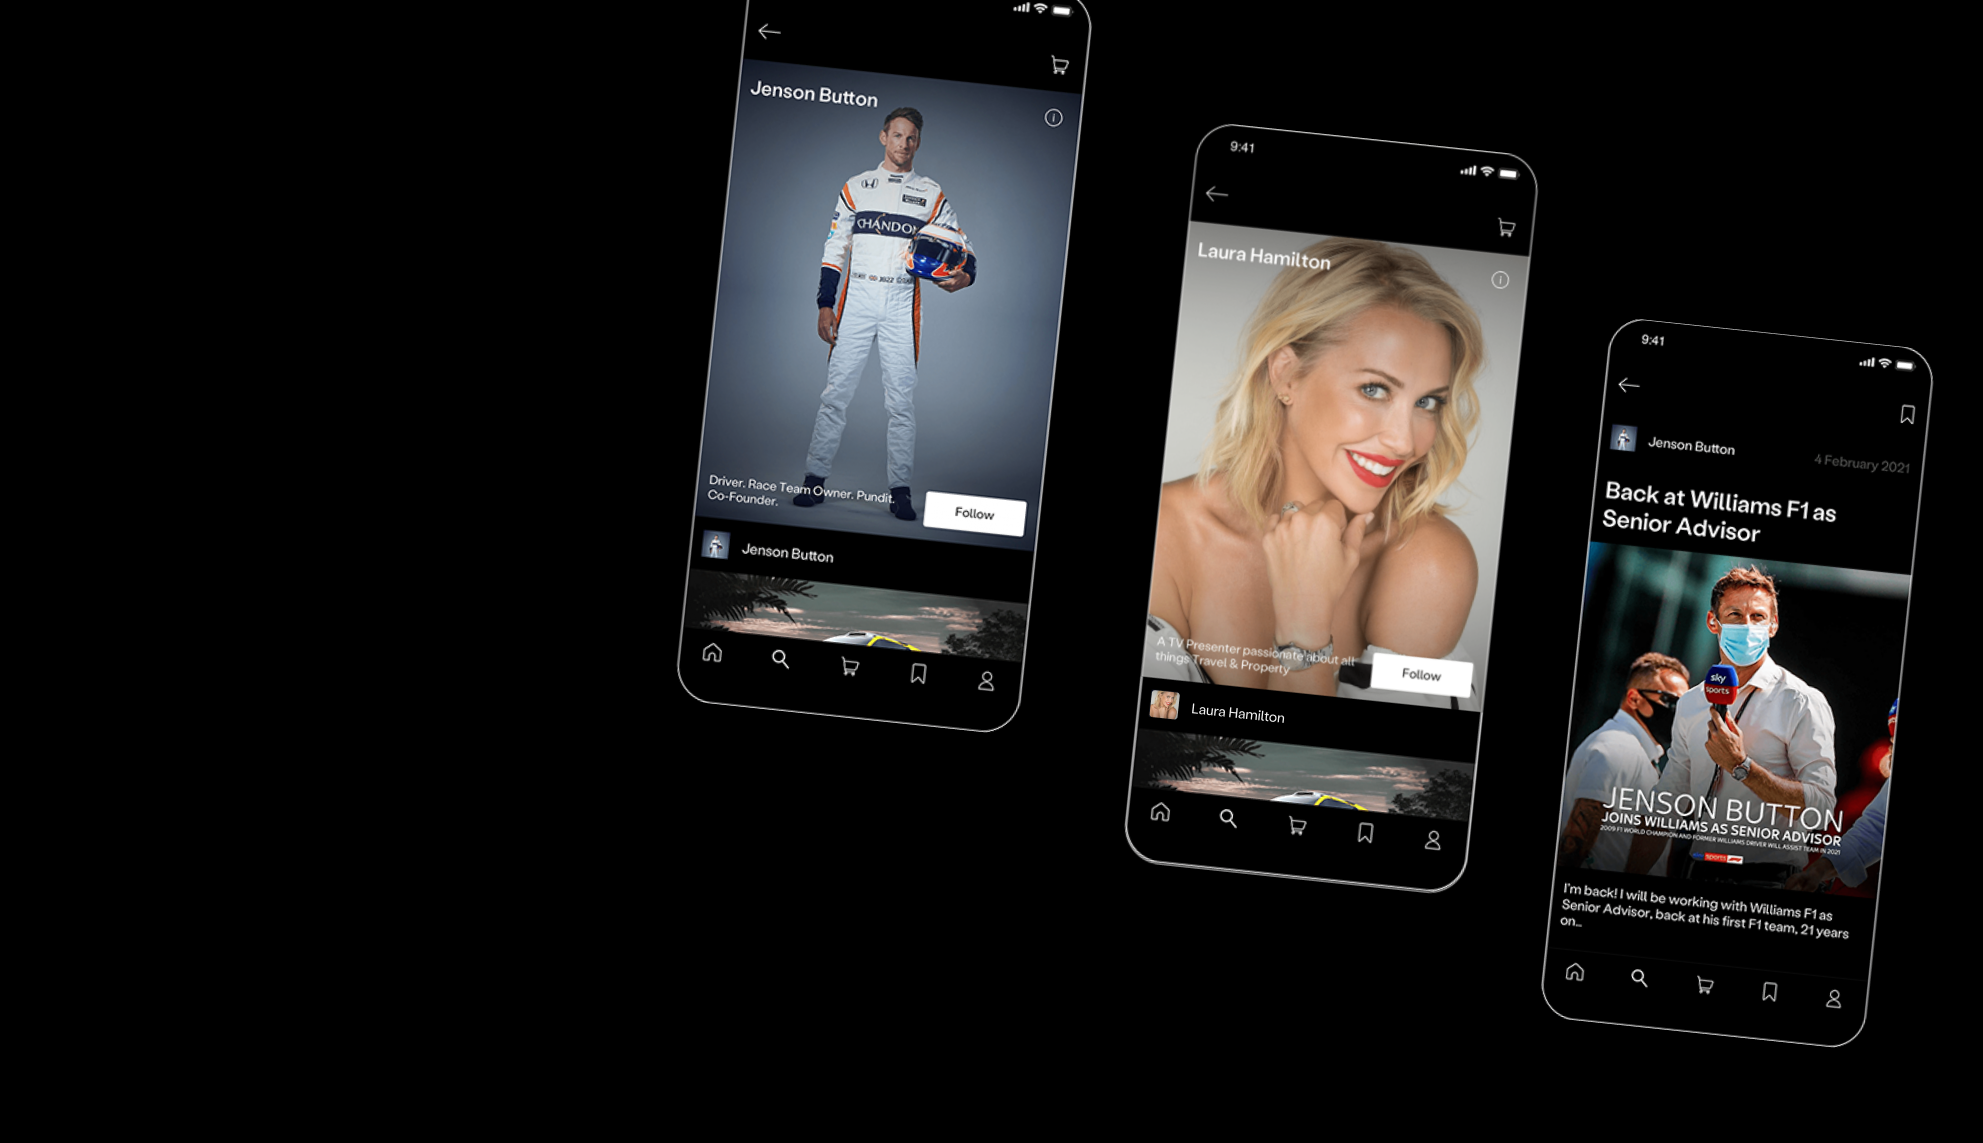 Jenson Button
CHANDON
JB22
Driver. Race Team Owner. Pundit.
Co-Founder.
Follow
Jenson Button
9:41
Laura Hamilton
A TV Presenter passionate about all
things Travel & Property
Follow
Laura Hamilton
9:41
Jenson Button
4 February 2021
Back at Williams F1 as
Senior Advisor
sky
sports
JENSON BUTTON
JOINS WILLIAMS AS SENIOR ADVISOR
2009 F1 WORLD CHAMPION AND FORMER WILLIAMS DRIVER WILL ASSIST TEAM IN 2021
sports
I'm back! I will be working with Williams F1 as
Senior Advisor, back at his first F1 team, 21 years
on...